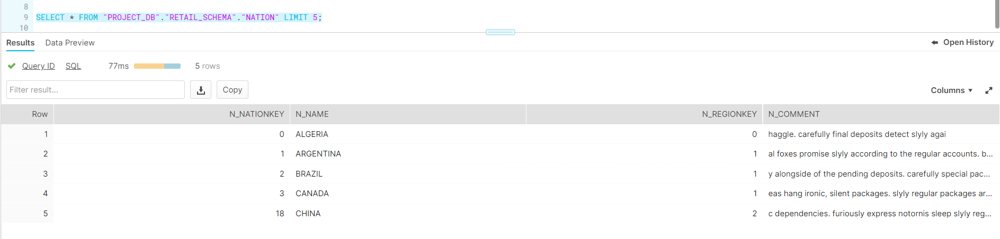 8
9 SELECT * FROM "PROJECT_DB"."RETAIL_SCHEMA"."NATION" LIMIT 5;
10
Results Data Preview Open History
Query ID SQL 77ms 5 rows
Filter result... Copy Columns
Row N_NATIONKEY N_NAME N_REGIONKEY N_COMMENT
1 0 ALGERIA 0 haggle. carefully final deposits detect slyly agai
2 1 ARGENTINA 1 al foxes promise slyly according to the regular accounts. b...
3 2 BRAZIL 1 y alongside of the pending deposits. carefully special pac...
4 3 CANADA 1 eas hang ironic, silent packages. slyly regular packages ar...
5 18 CHINA 2 c dependencies. furiously express notornis sleep slyly reg...